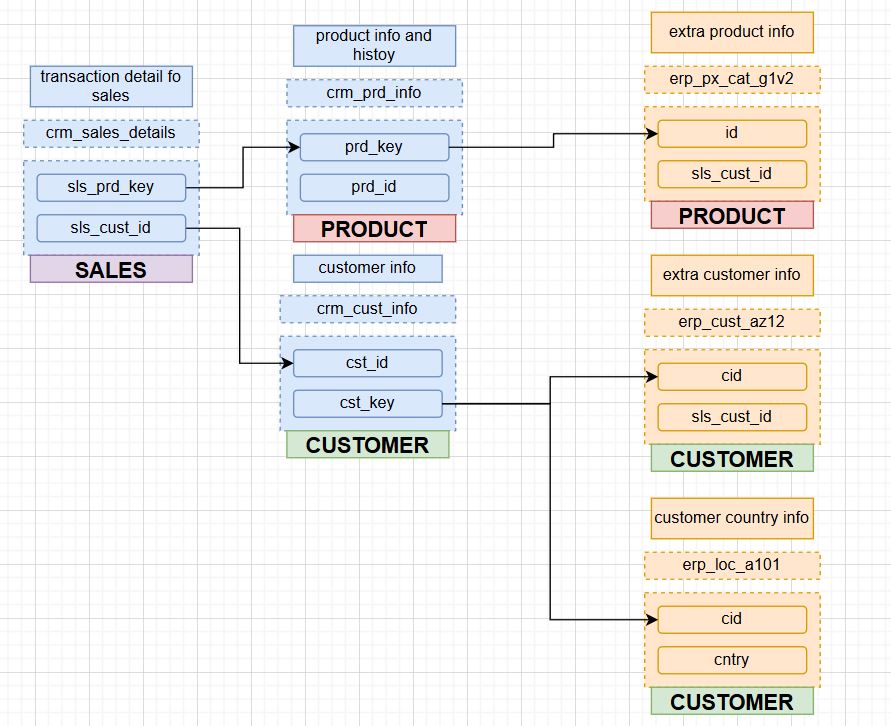 transaction detail fo
sales
crm_sales_details
sls_prd_key
sls_cust_id
SALES
product info and
histoy
crm_prd_info
prd_key
prd_id
PRODUCT
customer info
crm_cust_info
cst_id
cst_key
CUSTOMER
extra product info
erp_px_cat_g1v2
id
sls_cust_id
PRODUCT
extra customer info
erp_cust_az12
cid
sls_cust_id
CUSTOMER
customer country info
erp_loc_a101
cid
cntry
CUSTOMER